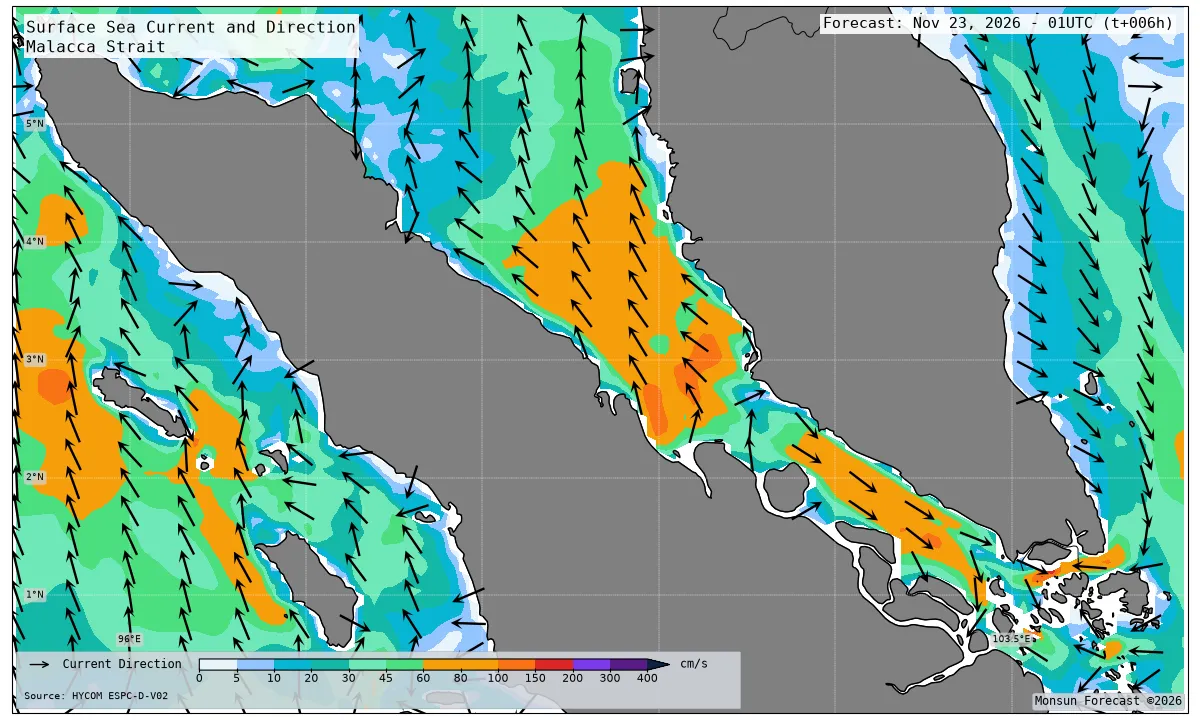 Surface Sea Current and Direction
Malacca Strait
Forecast: Nov 23, 2026 - 01UTC (t+006h)
5°N
4°N
3°N
2°N
1°N
96°E
103.5°E
Current Direction
0 5 10 20 30 45 60 80 100 150 200 300 400
cm/s
Source: HYCOM ESPC-D-V02
Monsun Forecast ©2026